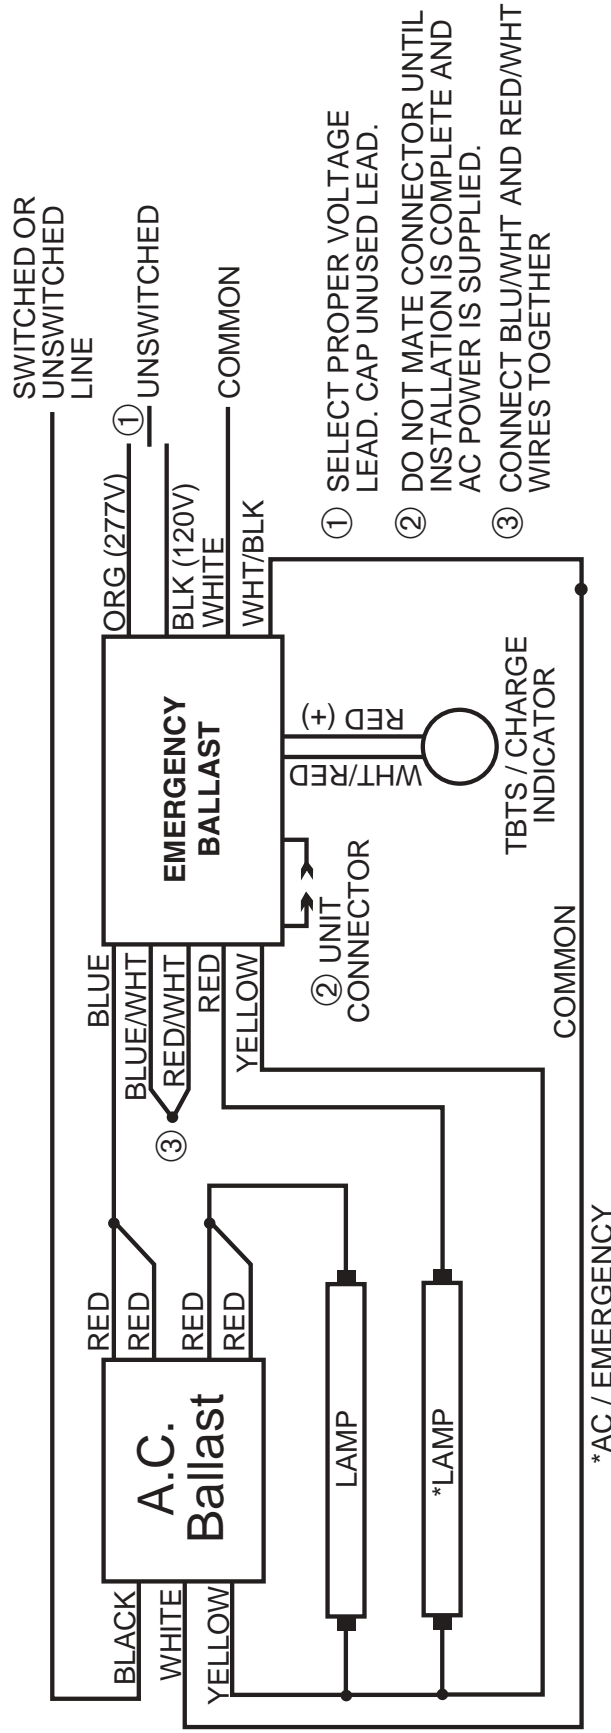 SWITCHED OR
UNSWITCHED
LINE
① UNSWITCHED
COMMON
ORG (277V)
BLK (120V)
WHITE
WHT/BLK
EMERGENCY
BALLAST
BLUE
BLUE/WHT
RED/WHT
RED
YELLOW
③
② UNIT
CONNECTOR
WHT/RED
RED (+)
TBTS / CHARGE
INDICATOR
RED
RED
RED
RED
A.C.
Ballast
BLACK
WHITE
YELLOW
LAMP
*LAMP
COMMON
*AC / EMERGENCY
① SELECT PROPER VOLTAGE
LEAD. CAP UNUSED LEAD.
② DO NOT MATE CONNECTOR UNTIL
INSTALLATION IS COMPLETE AND
AC POWER IS SUPPLIED.
③ CONNECT BLU/WHT AND RED/WHT
WIRES TOGETHER